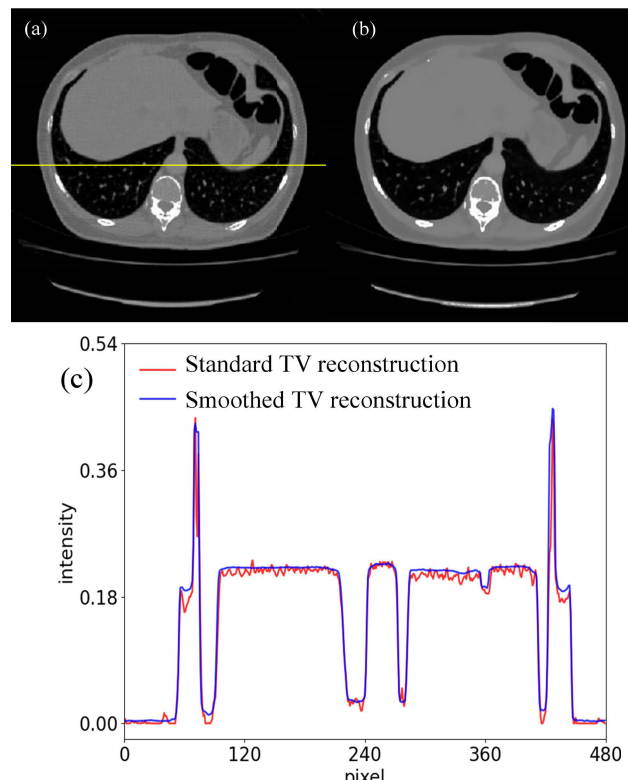 (a)
(b)
(c)
Standard TV reconstruction
Smoothed TV reconstruction
0.54
0.36
0.18
0.00
intensity
0
120
240
360
480
pixel